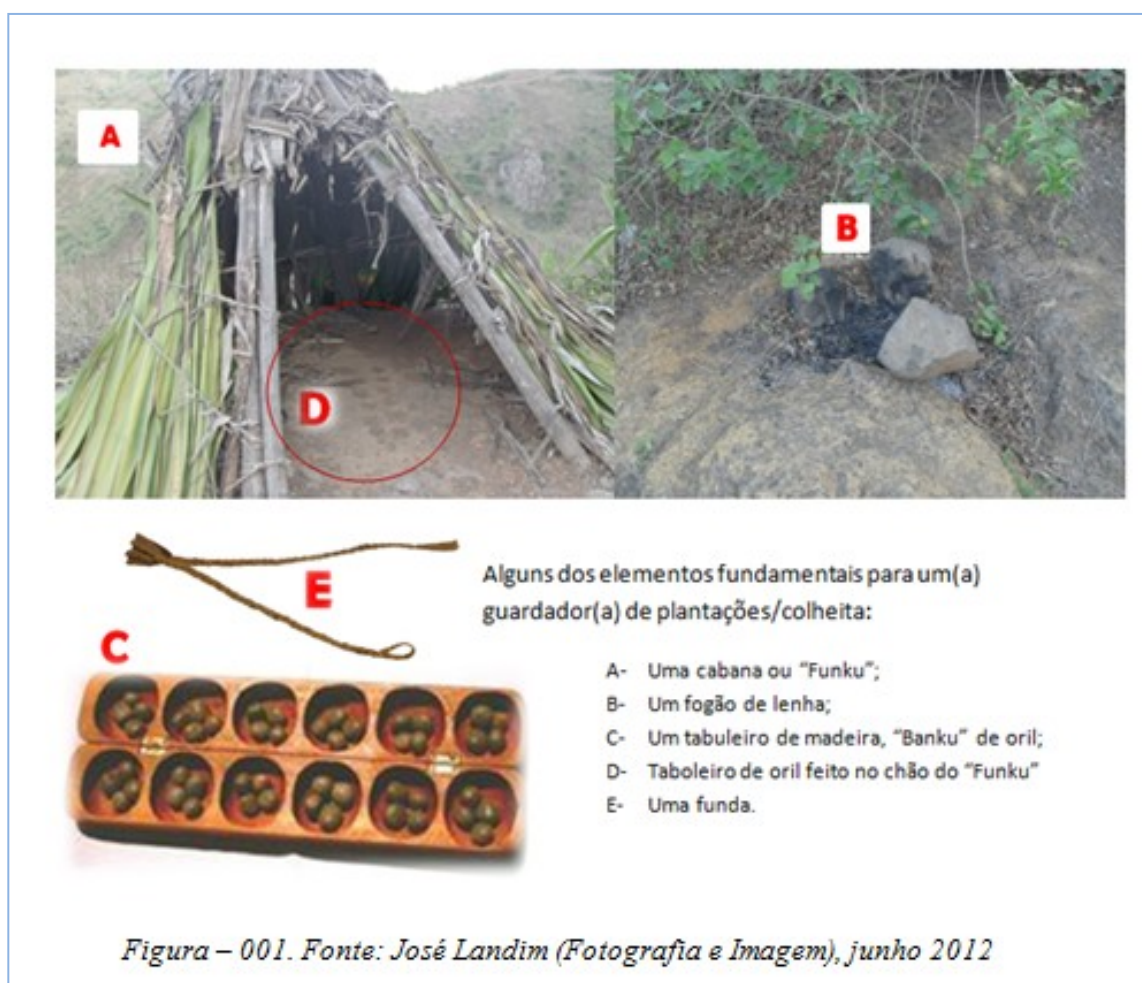 A
B
D
E
C
Alguns dos elementos fundamentais para um(a)
guardador(a) de plantações/colheita:
A- Uma cabana ou “Funku”;
B- Um fogão de lenha;
C- Um tabuleiro de madeira, “Banku” de oril;
D- Taboleiro de oril feito no chão do “Funku”
E- Uma funda.
Figura – 001. Fonte: José Landim (Fotografia e Imagem), junho 2012